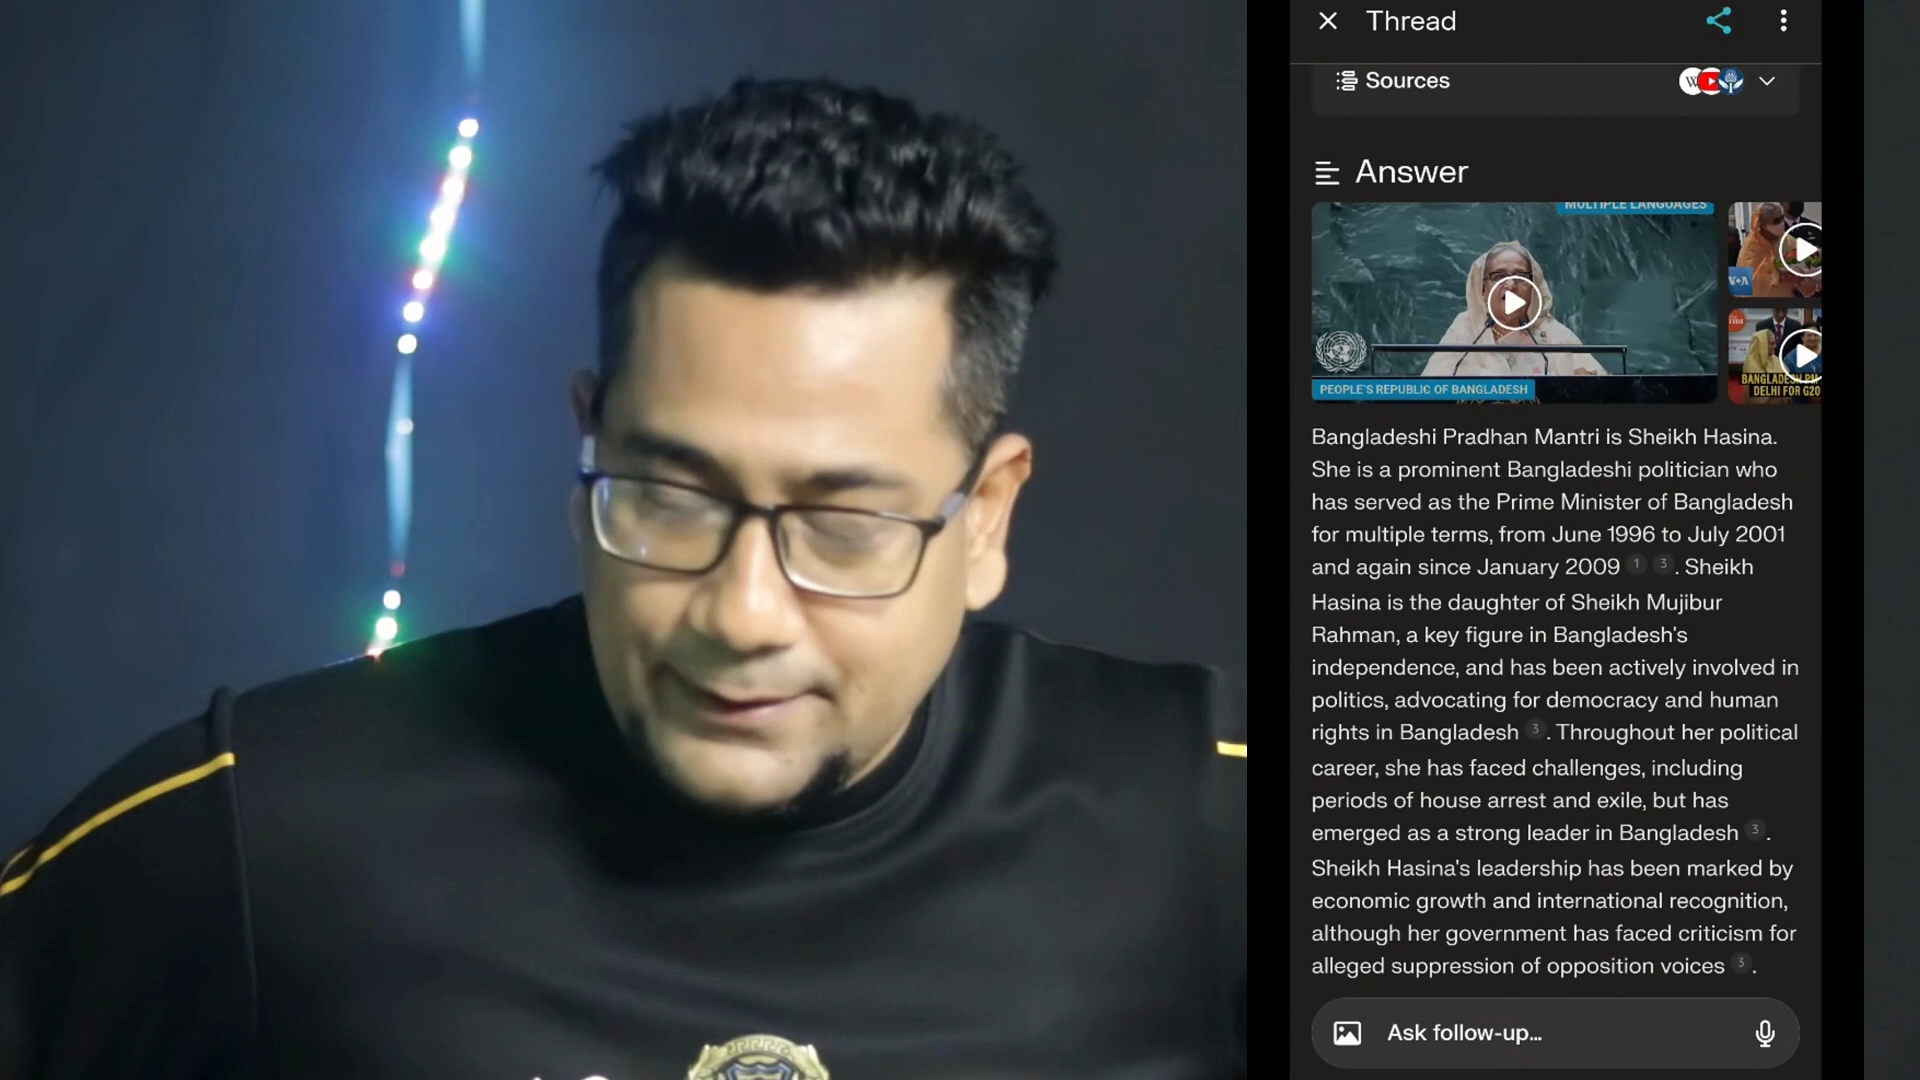 Thread
Sources
W
Answer
MULTIPLE LANGUAGES
PEOPLE'S REPUBLIC OF BANGLADESH
VOA
BANGLADESH PM
DELHI FOR G20
Bangladeshi Pradhan Mantri is Sheikh Hasina.
She is a prominent Bangladeshi politician who
has served as the Prime Minister of Bangladesh
for multiple terms, from June 1996 to July 2001
and again since January 2009 1 3 . Sheikh
Hasina is the daughter of Sheikh Mujibur
Rahman, a key figure in Bangladesh's
independence, and has been actively involved in
politics, advocating for democracy and human
rights in Bangladesh 3 . Throughout her political
career, she has faced challenges, including
periods of house arrest and exile, but has
emerged as a strong leader in Bangladesh 3 .
Sheikh Hasina's leadership has been marked by
economic growth and international recognition,
although her government has faced criticism for
alleged suppression of opposition voices 3 .
Ask follow-up...